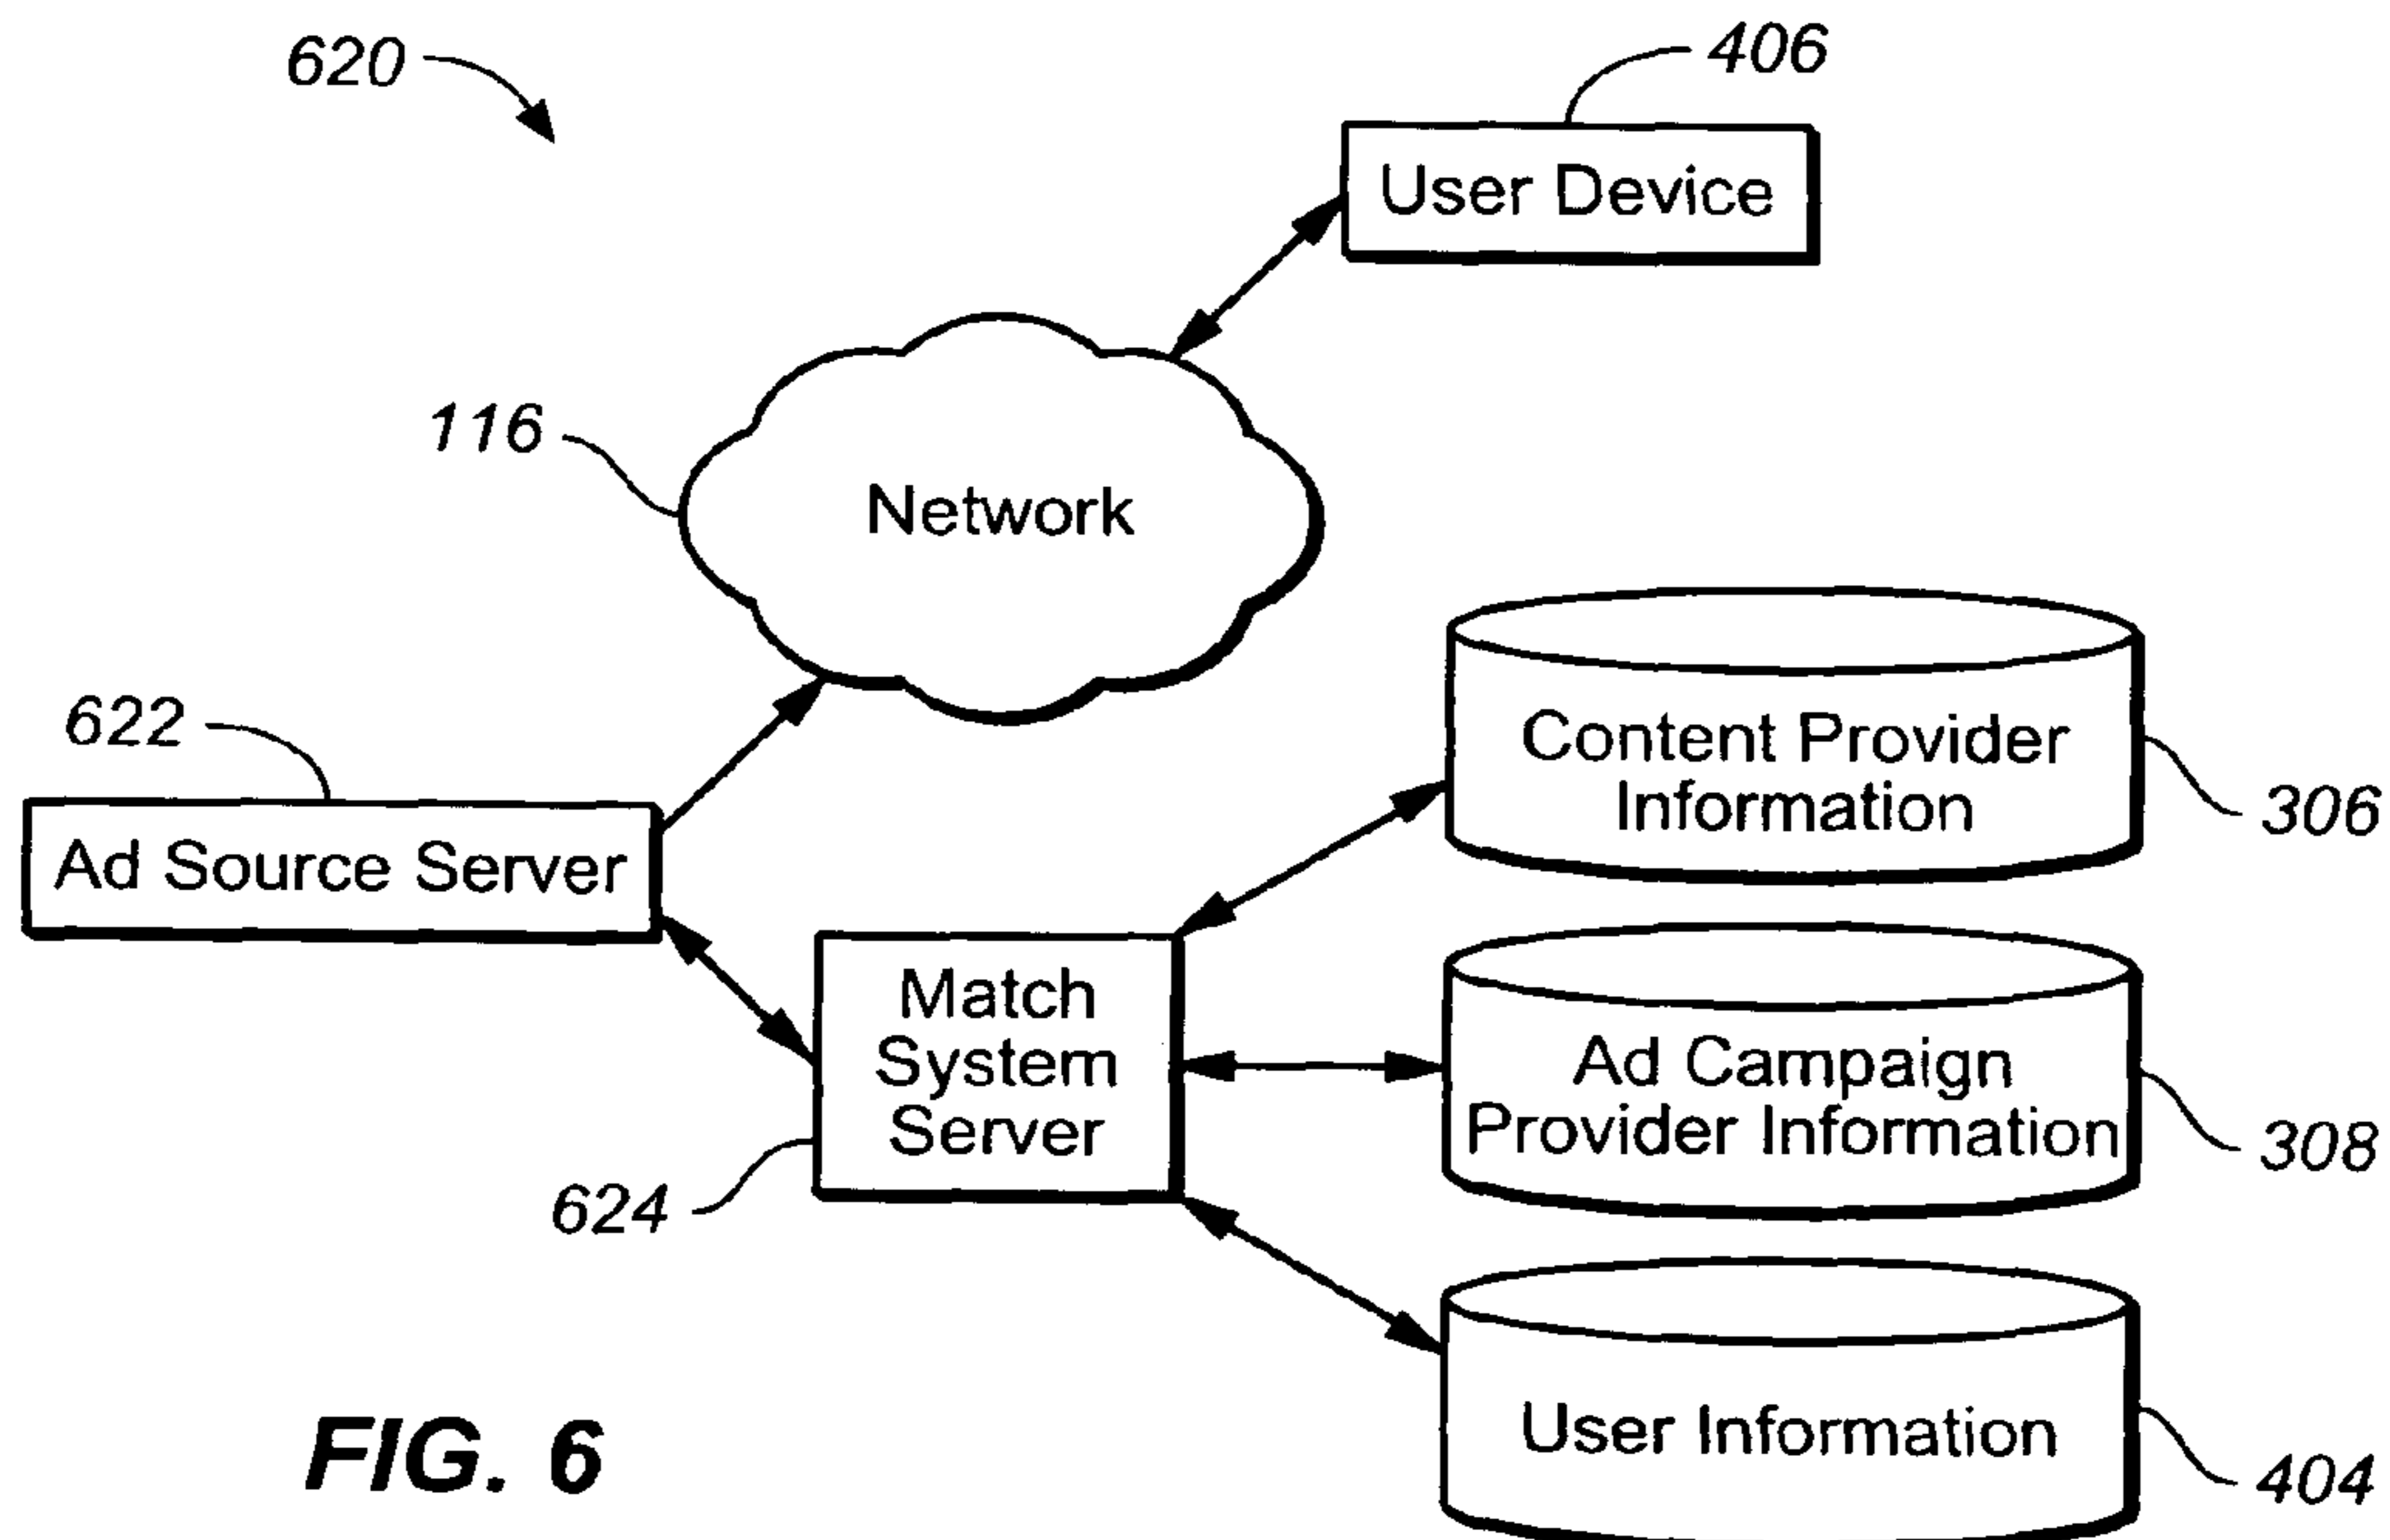 620
406
User Device
116
Network
622
Ad Source Server
Content Provider
Information
306
Match
System
Server
624
Ad Campaign
Provider Information
308
User Information
404
FIG. 6